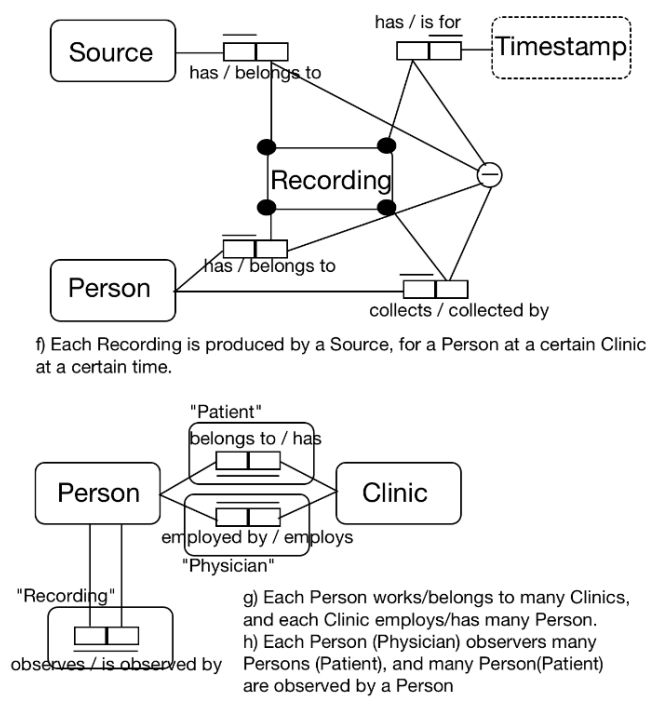 has / is for
Source
Timestamp
has / belongs to
Recording
has / belongs to
Person
collects / collected by
f) Each Recording is produced by a Source, for a Person at a certain Clinic
at a certain time.
"Patient"
belongs to / has
Person
Clinic
employed by / employs
"Physician"
"Recording"
observes / is observed by
g) Each Person works/belongs to many Clinics,
and each Clinic employs/has many Person.
h) Each Person (Physician) observers many
Persons (Patient), and many Person(Patient)
are observed by a Person